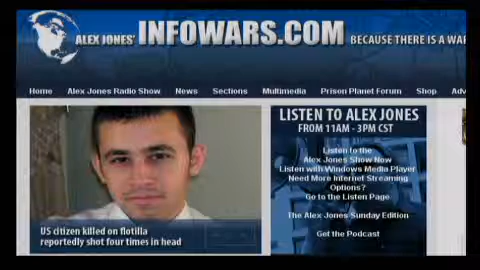 ALEX JONES' INFOWARS.COM BECAUSE THERE IS A WAR
Home Alex Jones Radio Show News Sections Multimedia Prison Planet Forum Shop Adv
LISTEN TO ALEX JONES
FROM 11AM - 3PM CST
Listen to the
Alex Jones Show Now
Listen with Windows Media Player
Need More Internet Streaming
Options?
Go to the Listen Page
The Alex Jones Sunday Edition
Get the Podcast
US citizen killed on flotilla
reportedly shot four times in head